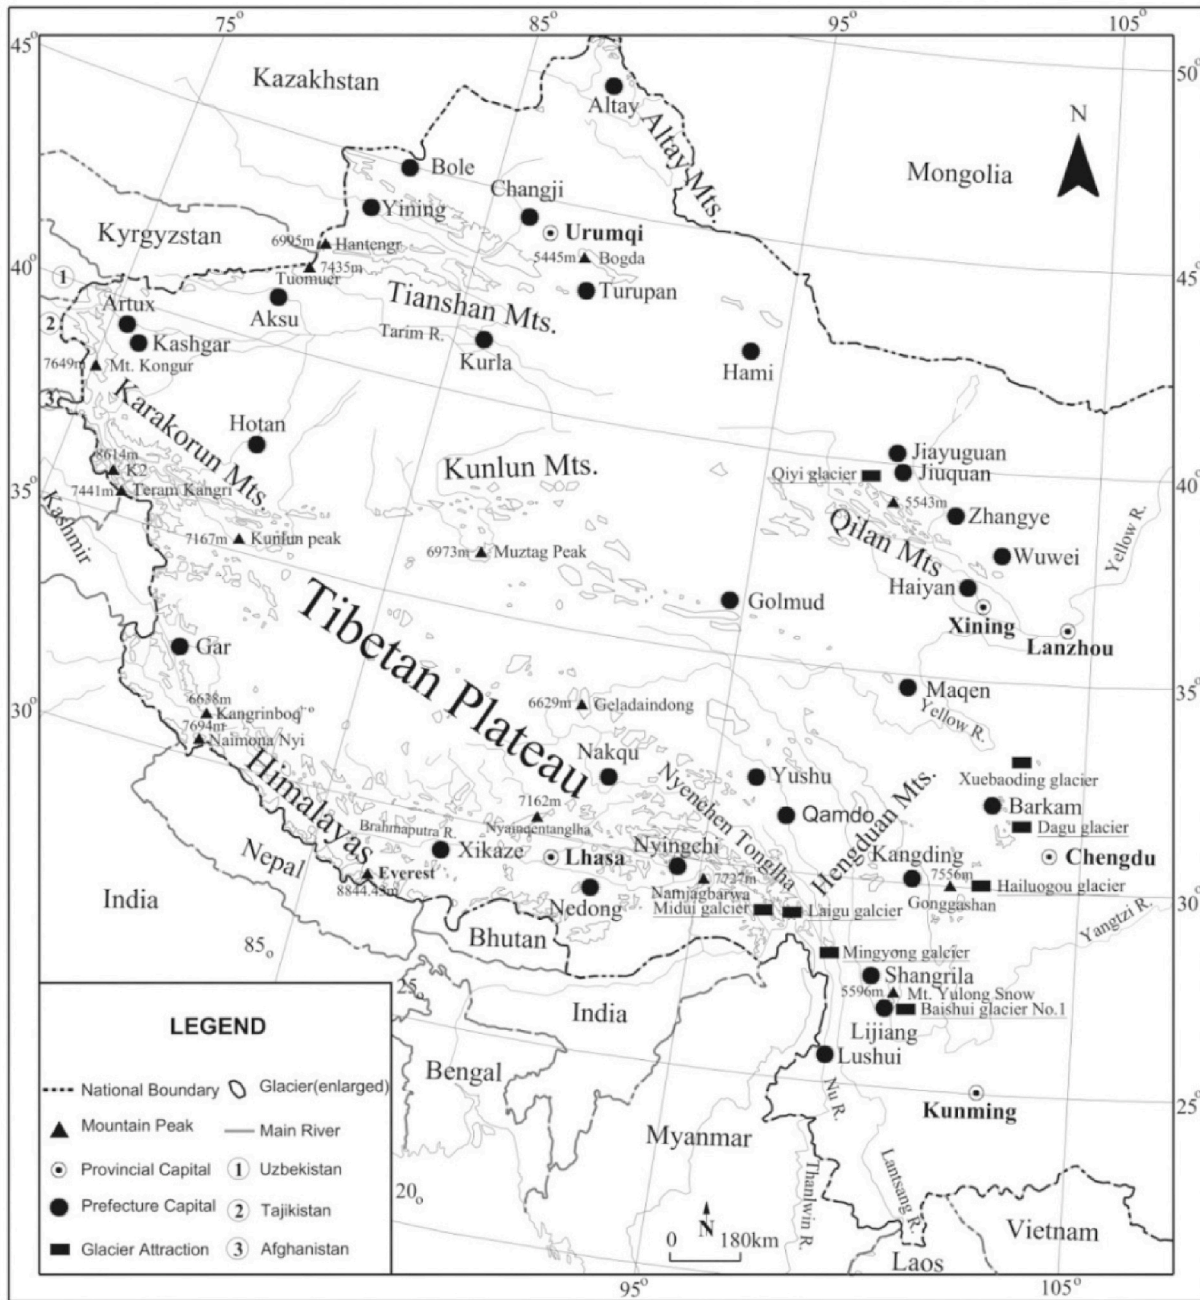 75°
85°
95°
105°
45°
50°
Kazakhstan
Altay
Altay Mts.
N
Mongolia
Bole
Changji
Yining
Urumqi
Kyrgyzstan
6995m
Hantengr
5445m
Bogda
40°
1
7435m
Tuomuer
Turupan
45°
Artux
Aksu
Tianshan Mts.
2
Kashgar
Tarim R.
7649m
Mt. Kongur
Kurla
Hami
3
Karakorun Mts.
Hotan
Jiayuguan
8614m
K2
Kunlun Mts.
Qiyi glacier
Jiuquan
40°
35°
7441m
Teram Kangri
5543m
Zhangye
Kashmir
Qilan Mts
Yellow R.
7167m
Kunlun peak
6973m
Muztag Peak
Wuwei
Haiyan
Golmud
Xining
Lanzhou
Tibetan Plateau
Gar
35°
Maqen
6638m
Kangrinboq
6629m
Geladaindong
Yellow R.
30°
7694m
Naimona Nyi
Himalayas
Nakqu
Nyenchen Tonglha
Yushu
Hengduan Mts.
Xuebaoding glacier
7162m
Nyainqentanglha
Qamdo
Barkam
Brahmaputra R.
Dagu glacier
Nepal
Xikaze
Lhasa
Nyingchi
Kangding
Chengdu
Everest
8844.43m
7727m
Namjagbarwa
7556m
Gonggashan
Hailuogou glacier
India
Nedong
Midui galcier
Laigu galcier
30°
Bhutan
Yangtzi R.
85°
Mingyong galcier
Shangrila
25°
5596m
Mt. Yulong Snow
India
Baishui glacier No.1
Lijiang
Bengal
Lushui
Nu R.
Kunming
25°
Myanmar
Thanlwin R.
Lantsang R.
20°
N
0
180km
Vietnam
Laos
95°
105°
LEGEND
National Boundary
Glacier(enlarged)
Mountain Peak
Main River
Provincial Capital
1
Uzbekistan
Prefecture Capital
2
Tajikistan
Glacier Attraction
3
Afghanistan